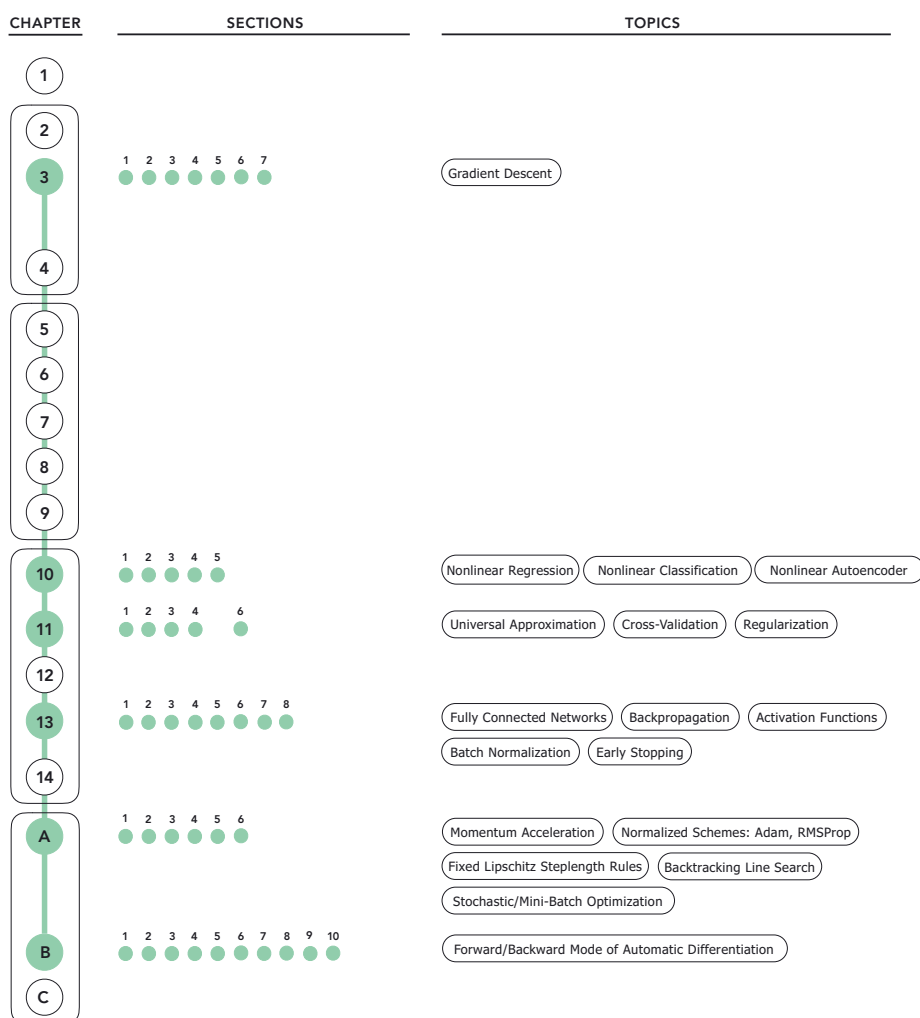 CHAPTER SECTIONS TOPICS
1
2
1 2 3 4 5 6 7
3 Gradient Descent
4
5
6
7
8
9
1 2 3 4 5
10 Nonlinear Regression Nonlinear Classification Nonlinear Autoencoder
1 2 3 4 6
11 Universal Approximation Cross-Validation Regularization
12
1 2 3 4 5 6 7 8
13 Fully Connected Networks Backpropagation Activation Functions
Batch Normalization Early Stopping
14
1 2 3 4 5 6
A Momentum Acceleration Normalized Schemes: Adam, RMSProp
Fixed Lipschitz Steplength Rules Backtracking Line Search
Stochastic/Mini-Batch Optimization
1 2 3 4 5 6 7 8 9 10
B Forward/Backward Mode of Automatic Differentiation
C